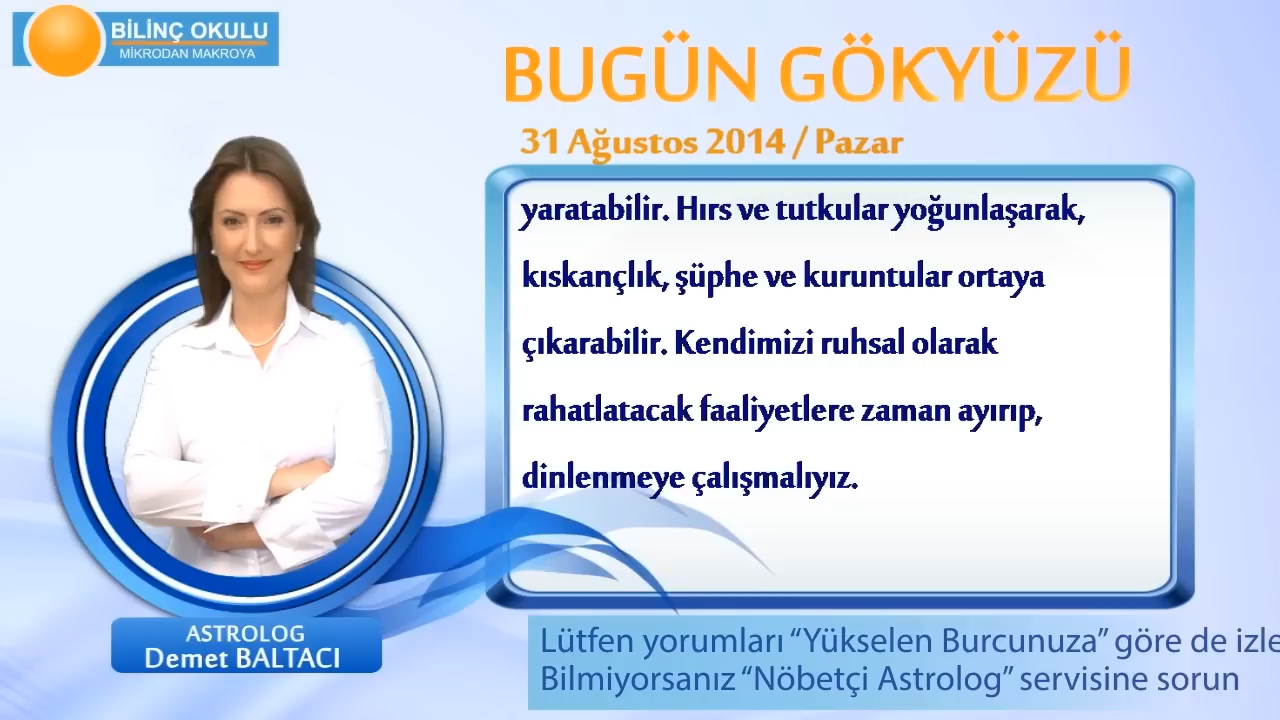 BİLİNÇ OKULU
MİKRODAN MAKROYA
BUGÜN GÖKYÜZÜ
31 Ağustos 2014 / Pazar
yaratabilir. Hırs ve tutkular yoğunlaşarak,
kıskançlık, şüphe ve kuruntular ortaya
çıkarabilir. Kendimizi ruhsal olarak
rahatlatacak faaliyetlere zaman ayırıp,
dinlenmeye çalışmalıyız.
ASTROLOG
Demet BALTACI
Lütfen yorumları “Yükselen Burcunuza” göre de izle
Bilmiyorsanız “Nöbetçi Astrolog” servisine sorun